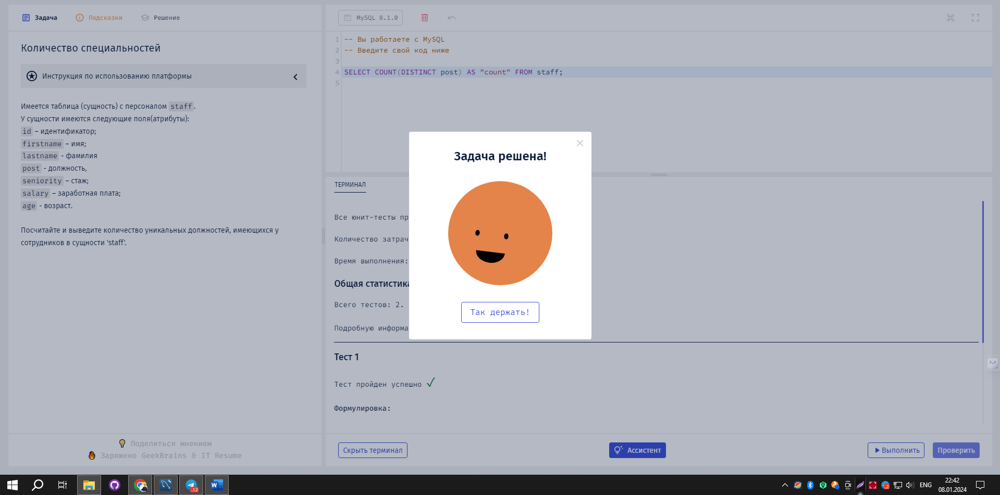 Задача
Подсказки
Решение
Количество специальностей
Инструкция по использованию платформы
Имеется таблица (сущность) с персоналом staff.
У сущности имеются следующие поля(атрибуты):
id – идентификатор;
firstname – имя;
lastname - фамилия
post - должность,
seniority – стаж;
salary – заработная плата;
age - возраст.
Посчитайте и выведите количество уникальных должностей, имеющихся у
сотрудников в сущности 'staff'.
Поделиться мнением
Заряжено GeekBrains & IT Resume
MySQL 8.1.0
1 -- Вы работаете с MySQL
2 -- Введите свой код ниже
3
4 SELECT COUNT(DISTINCT post) AS "count" FROM staff;
5
ТЕРМИНАЛ
Все юнит-тесты пр
Количество затрач
Время выполнения:
Общая статистика
Всего тестов: 2.
Подробную информа
Тест 1
Тест пройден успешно
Формулировка:
Задача решена!
Так держать!
Скрыть терминал
Ассистент
Выполнить
Проверить
ENG
22:42
08.01.2024